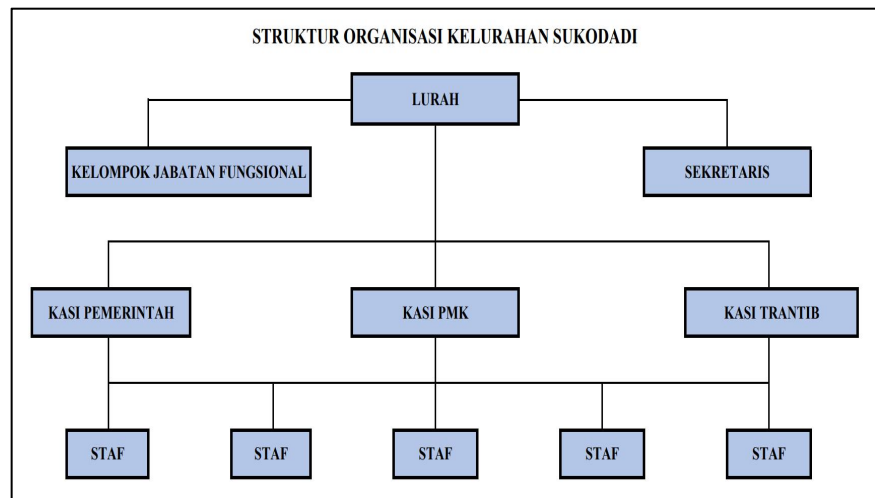 STRUKTUR ORGANISASI KELURAHAN SUKODADI
LURAH
KELOMPOK JABATAN FUNGSIONAL
SEKRETARIS
KASI PEMERINTAH
KASI PMK
KASI TRANTIB
STAF
STAF
STAF
STAF
STAF